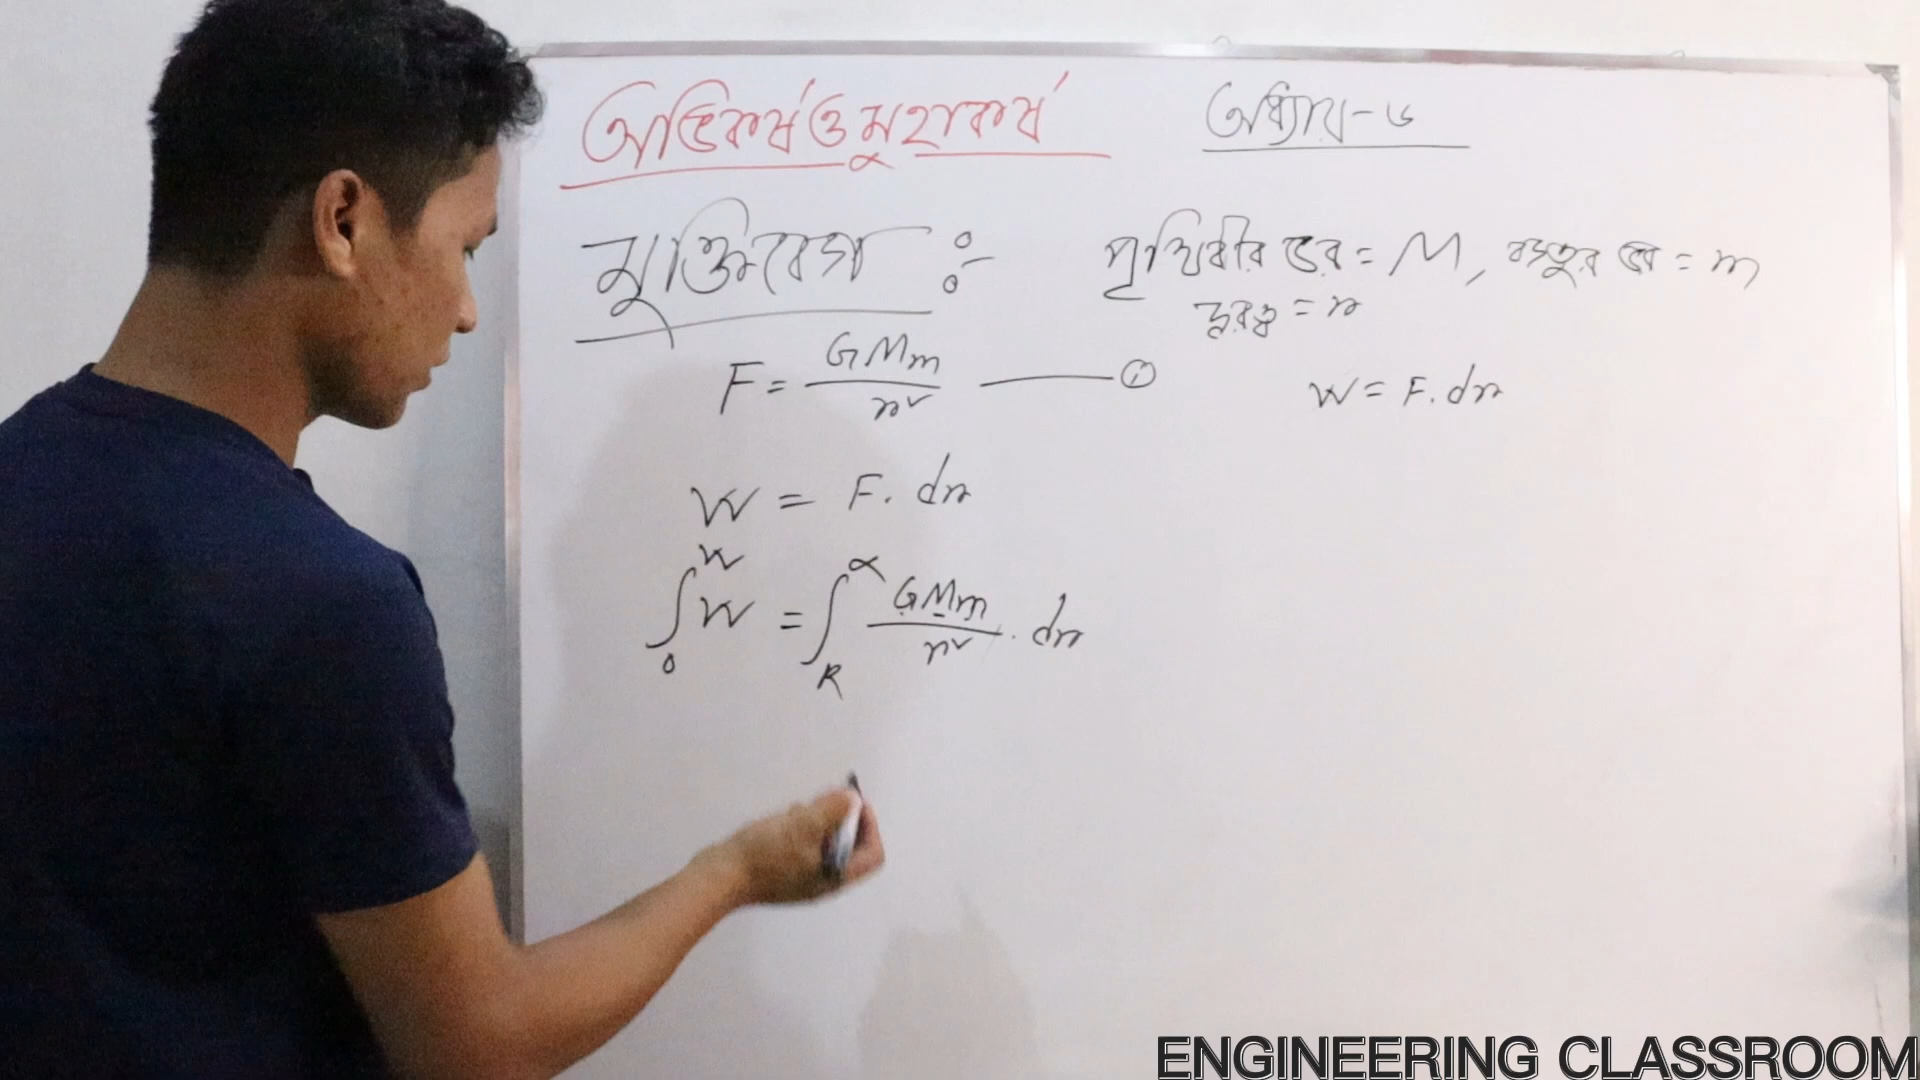 অভিকর্ষ ও মহাকর্ষ অধ্যায়-৬
মুক্তিবেগ :- পৃথিবীর ভর = M, বস্তুর ভর = m
দূরত্ব = r
F = GMm / r² ——— ①
W = F. dr
W = F. dr
∫₀ᵂ W = ∫_R^∝ GMm / r² . dr
ENGINEERING CLASSROOM